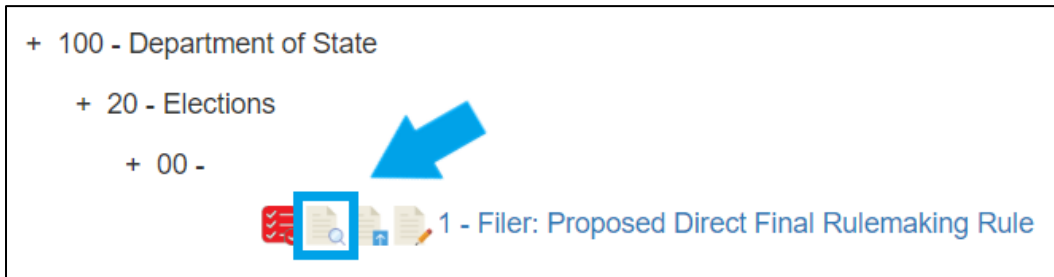 + 100 - Department of State
+ 20 - Elections
+ 00 -
1 - Filer: Proposed Direct Final Rulemaking Rule